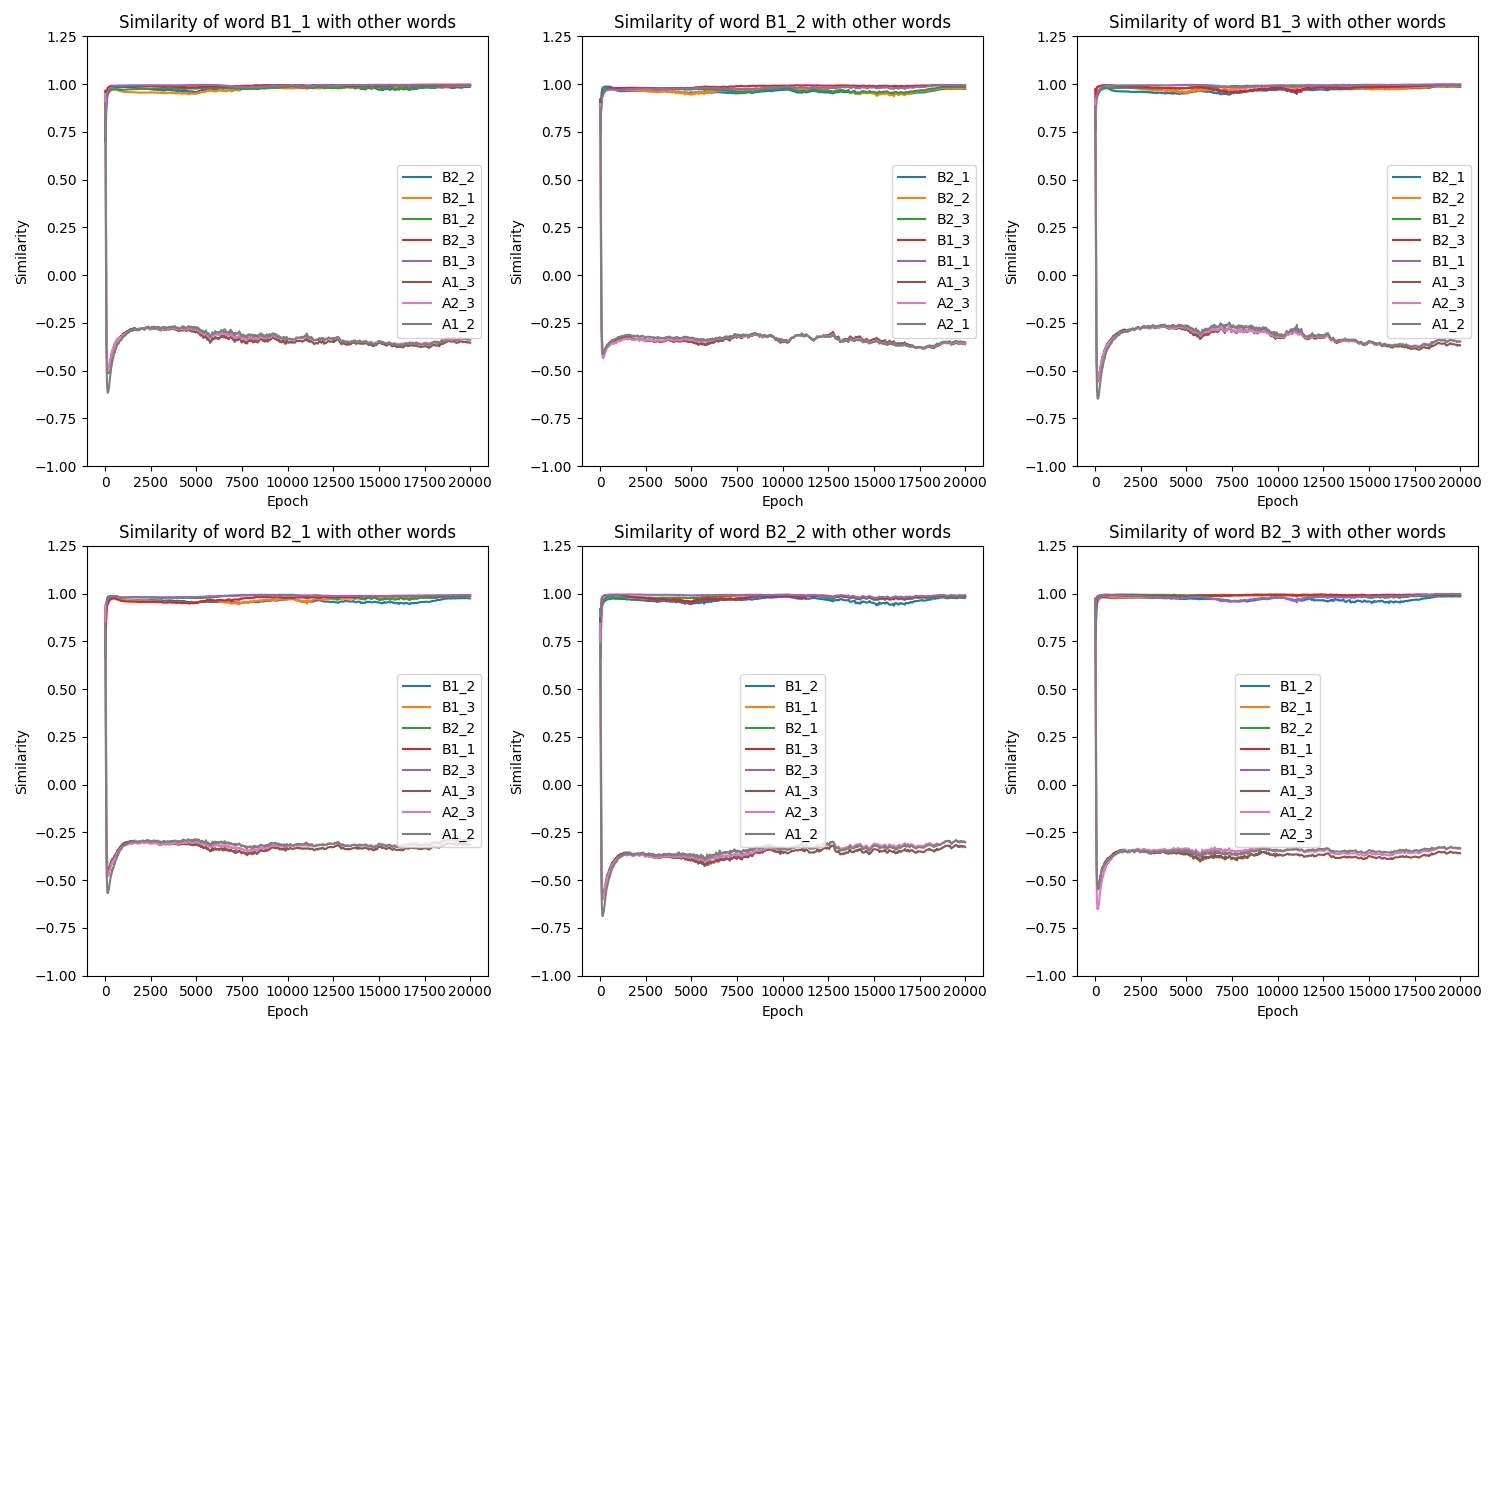 Similarity of word B1_1 with other words
1.25
1.00
0.75
0.50
0.25
0.00
−0.25
−0.50
−0.75
−1.00
Similarity
0 2500 5000 7500 10000 12500 15000 17500 20000
Epoch
B2_2
B2_1
B1_2
B2_3
B1_3
A1_3
A2_3
A1_2
Similarity of word B1_2 with other words
1.25
1.00
0.75
0.50
0.25
0.00
−0.25
−0.50
−0.75
−1.00
Similarity
0 2500 5000 7500 10000 12500 15000 17500 20000
Epoch
B2_1
B2_2
B2_3
B1_3
B1_1
A1_3
A2_3
A2_1
Similarity of word B1_3 with other words
1.25
1.00
0.75
0.50
0.25
0.00
−0.25
−0.50
−0.75
−1.00
Similarity
0 2500 5000 7500 10000 12500 15000 17500 20000
Epoch
B2_1
B2_2
B1_2
B2_3
B1_1
A1_3
A2_3
A1_2
Similarity of word B2_1 with other words
1.25
1.00
0.75
0.50
0.25
0.00
−0.25
−0.50
−0.75
−1.00
Similarity
0 2500 5000 7500 10000 12500 15000 17500 20000
Epoch
B1_2
B1_3
B2_2
B1_1
B2_3
A1_3
A2_3
A1_2
Similarity of word B2_2 with other words
1.25
1.00
0.75
0.50
0.25
0.00
−0.25
−0.50
−0.75
−1.00
Similarity
0 2500 5000 7500 10000 12500 15000 17500 20000
Epoch
B1_2
B1_1
B2_1
B1_3
B2_3
A1_3
A2_3
A1_2
Similarity of word B2_3 with other words
1.25
1.00
0.75
0.50
0.25
0.00
−0.25
−0.50
−0.75
−1.00
Similarity
0 2500 5000 7500 10000 12500 15000 17500 20000
Epoch
B1_2
B2_1
B2_2
B1_1
B1_3
A1_3
A1_2
A2_3